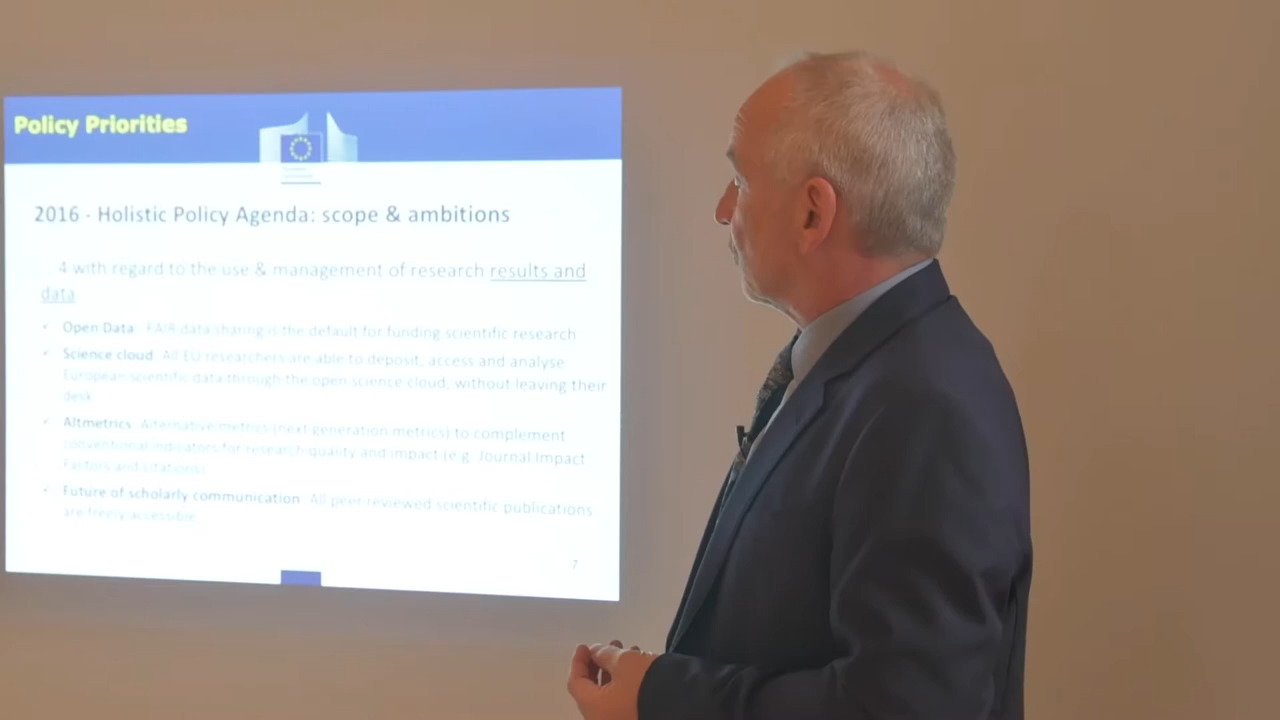 Policy Priorities
2016 - Holistic Policy Agenda: scope & ambitions
... 4 with regard to the use & management of research results and
data
✓ Open Data: FAIR data sharing is the default for funding scientific research
✓ Science cloud: All EU researchers are able to deposit, access and analyse
European scientific data through the open science cloud, without leaving their
desk
✓ Altmetrics: Alternative metrics (next generation metrics) to complement
conventional indicators for research quality and impact (e.g. Journal Impact
Factors and citations)
✓ Future of scholarly communication: All peer reviewed scientific publications
are freely accessible
7